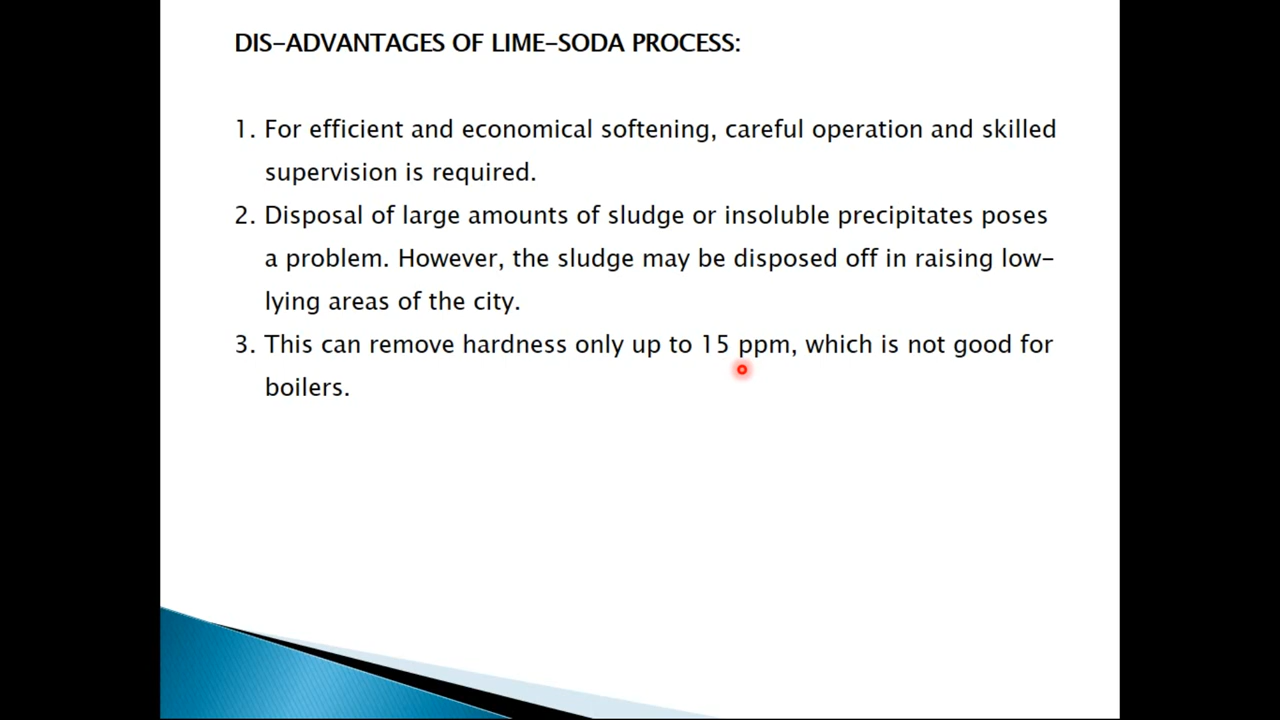 DIS-ADVANTAGES OF LIME-SODA PROCESS:
1. For efficient and economical softening, careful operation and skilled
supervision is required.
2. Disposal of large amounts of sludge or insoluble precipitates poses
a problem. However, the sludge may be disposed off in raising low-
lying areas of the city.
3. This can remove hardness only up to 15 ppm, which is not good for
boilers.